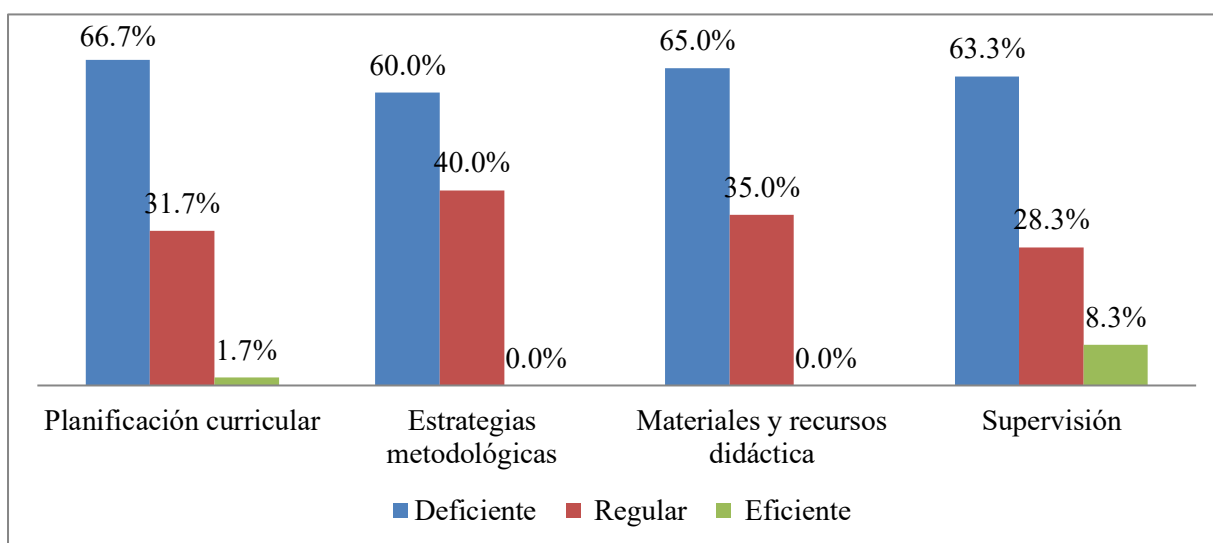 66.7%
31.7%
1.7%
60.0%
40.0%
0.0%
65.0%
35.0%
0.0%
63.3%
28.3%
8.3%
Planificación curricular
Estrategias
metodológicas
Materiales y recursos
didáctica
Supervisión
Deficiente
Regular
Eficiente